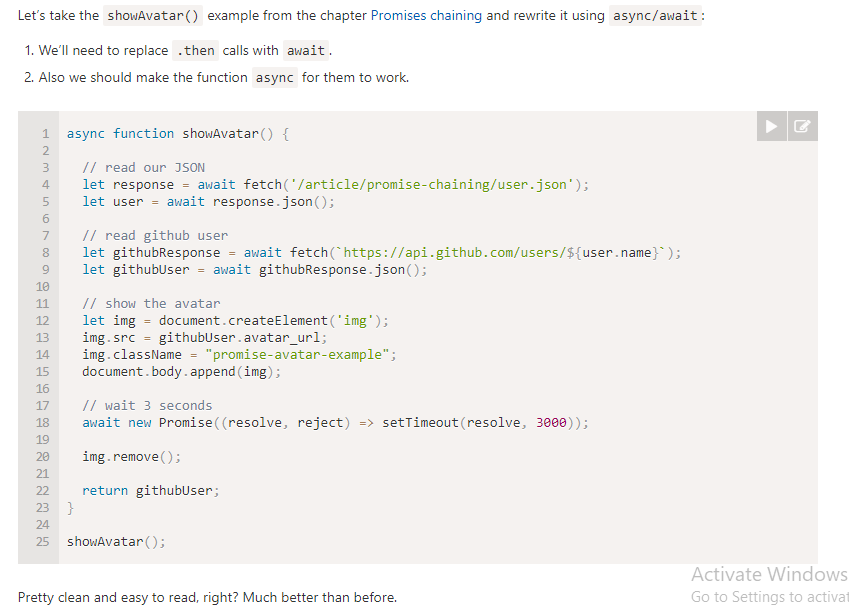 Let's take the showAvatar() example from the chapter Promises chaining and rewrite it using async/await:
1. We'll need to replace .then calls with await.
2. Also we should make the function async for them to work.
1 async function showAvatar() {
2
3   // read our JSON
4   let response = await fetch('/article/promise-chaining/user.json');
5   let user = await response.json();
6
7   // read github user
8   let githubResponse = await fetch(`https://api.github.com/users/${user.name}`);
9   let githubUser = await githubResponse.json();
10
11   // show the avatar
12   let img = document.createElement('img');
13   img.src = githubUser.avatar_url;
14   img.className = "promise-avatar-example";
15   document.body.append(img);
16
17   // wait 3 seconds
18   await new Promise((resolve, reject) => setTimeout(resolve, 3000));
19
20   img.remove();
21
22   return githubUser;
23 }
24
25 showAvatar();
Activate Windows
Go to Settings to activat
Pretty clean and easy to read, right? Much better than before.